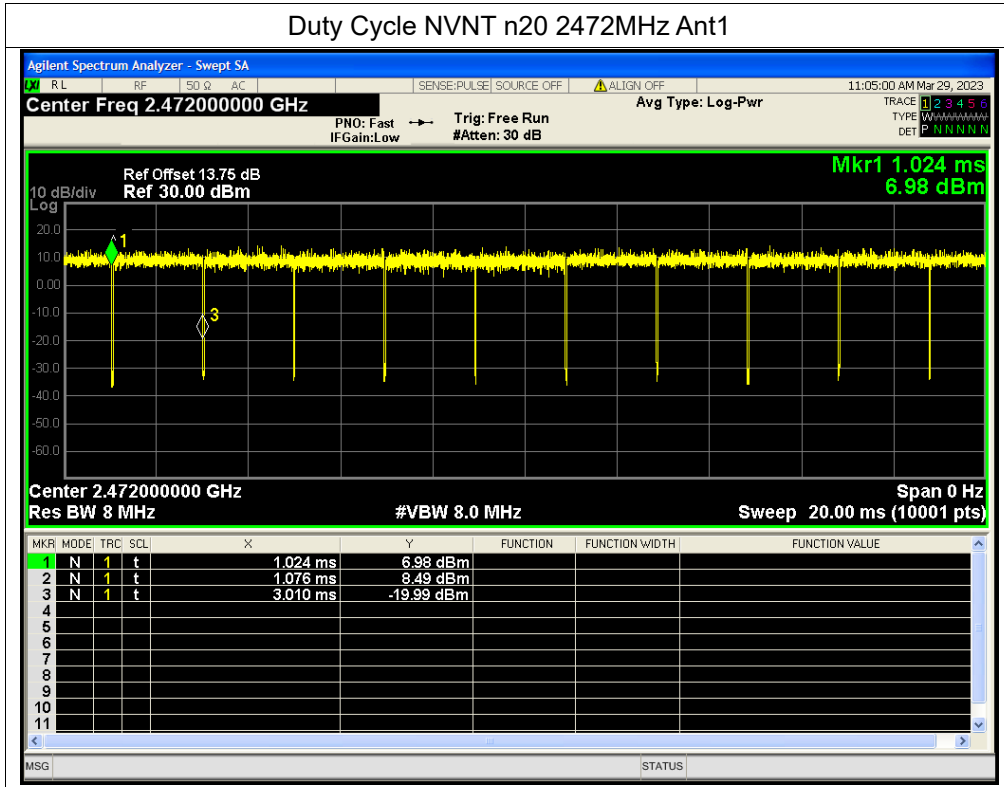 Duty Cycle NVNT n20 2472MHz Ant1
Agilent Spectrum Analyzer - Swept SA
LXI RL RF 50 Ω AC SENSE:PULSE SOURCE OFF ALIGN OFF 11:05:00 AM Mar 29, 2023
Center Freq 2.472000000 GHz Avg Type: Log-Pwr TRACE 1 2 3 4 5 6
PNO: Fast Trig: Free Run TYPE WWWWWW
IFGain:Low #Atten: 30 dB DET P N N N N N
Mkr1 1.024 ms
Ref Offset 13.75 dB
10 dB/div Ref 30.00 dBm 6.98 dBm
Log
20.0
1
10.0
0.00
-10.0
3
-20.0
-30.0
-40.0
-50.0
-60.0
Center 2.472000000 GHz Span 0 Hz
Res BW 8 MHz #VBW 8.0 MHz Sweep 20.00 ms (10001 pts)
MKR MODE TRC SCL X Y FUNCTION FUNCTION WIDTH FUNCTION VALUE
1 N 1 t 1.024 ms 6.98 dBm
2 N 1 t 1.076 ms 8.49 dBm
3 N 1 t 3.010 ms -19.99 dBm
4
5
6
7
8
9
10
11
MSG STATUS